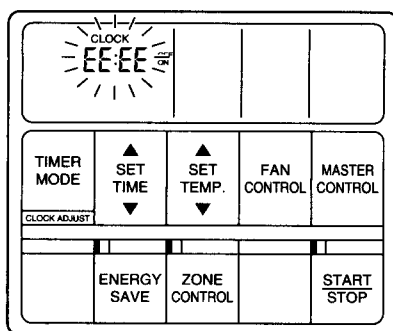 CLOCK
EE:EE
OFF
ON
TIMER
MODE
CLOCK ADJUST
▲
SET
TIME
▼
▲
SET
TEMP.
▼
FAN
CONTROL
MASTER
CONTROL
ENERGY
SAVE
ZONE
CONTROL
START
STOP